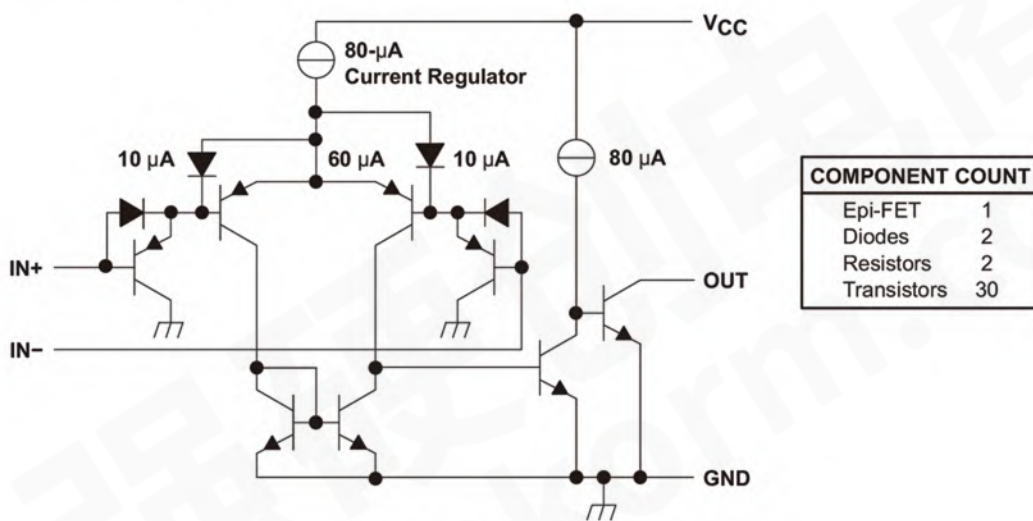 VCC
80-µA
Current Regulator
10 µA
60 µA
10 µA
80 µA
IN+
OUT
IN−
GND
COMPONENT COUNT
Epi-FET 1
Diodes 2
Resistors 2
Transistors 30